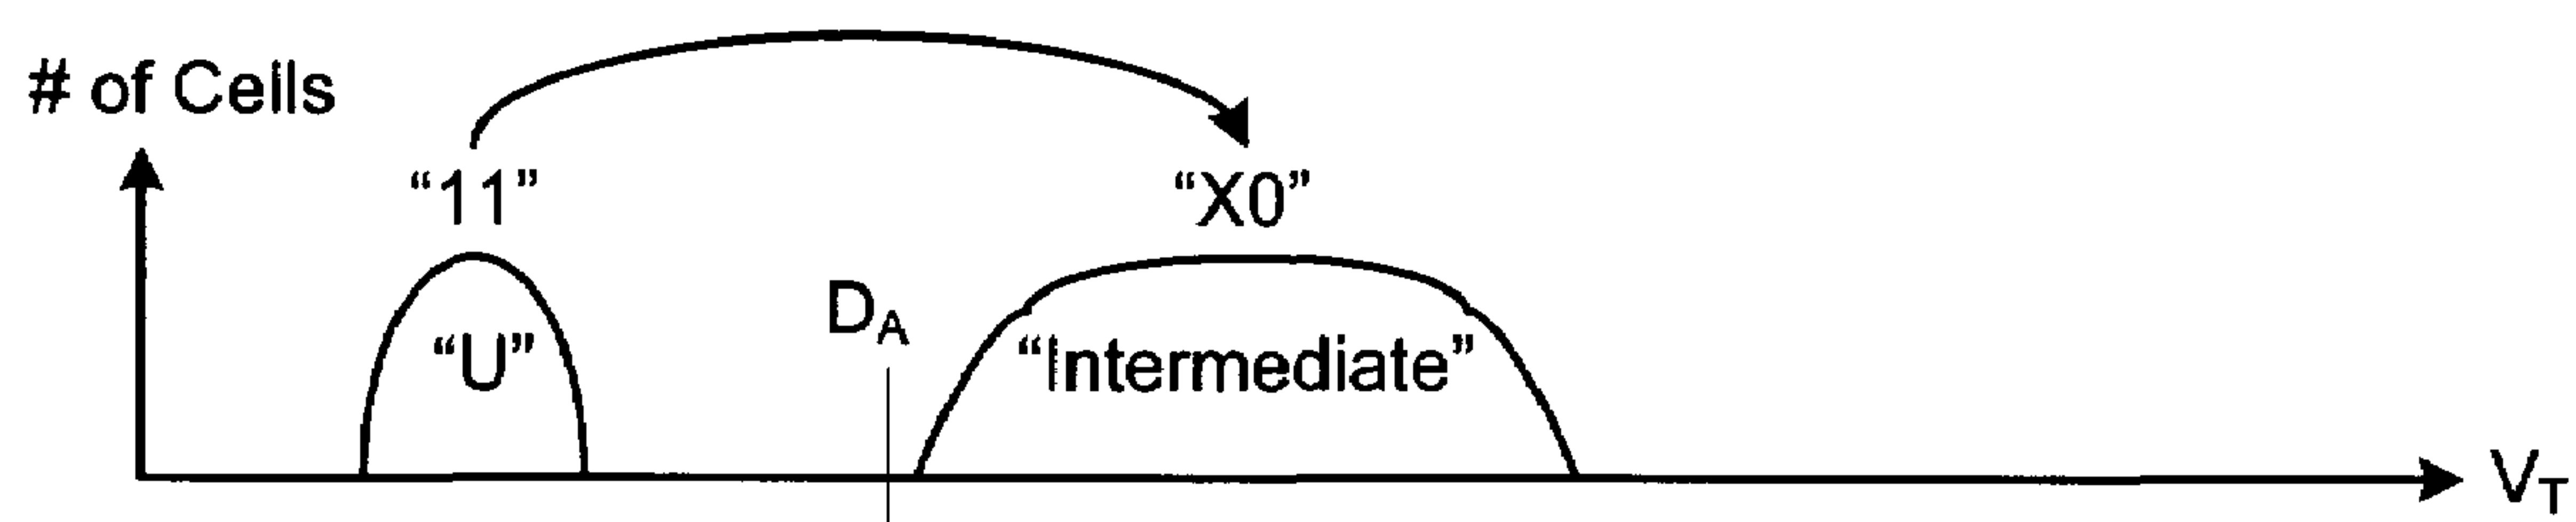 # of Cells
“11”
“X0”
“U”
DA
“Intermediate”
VT